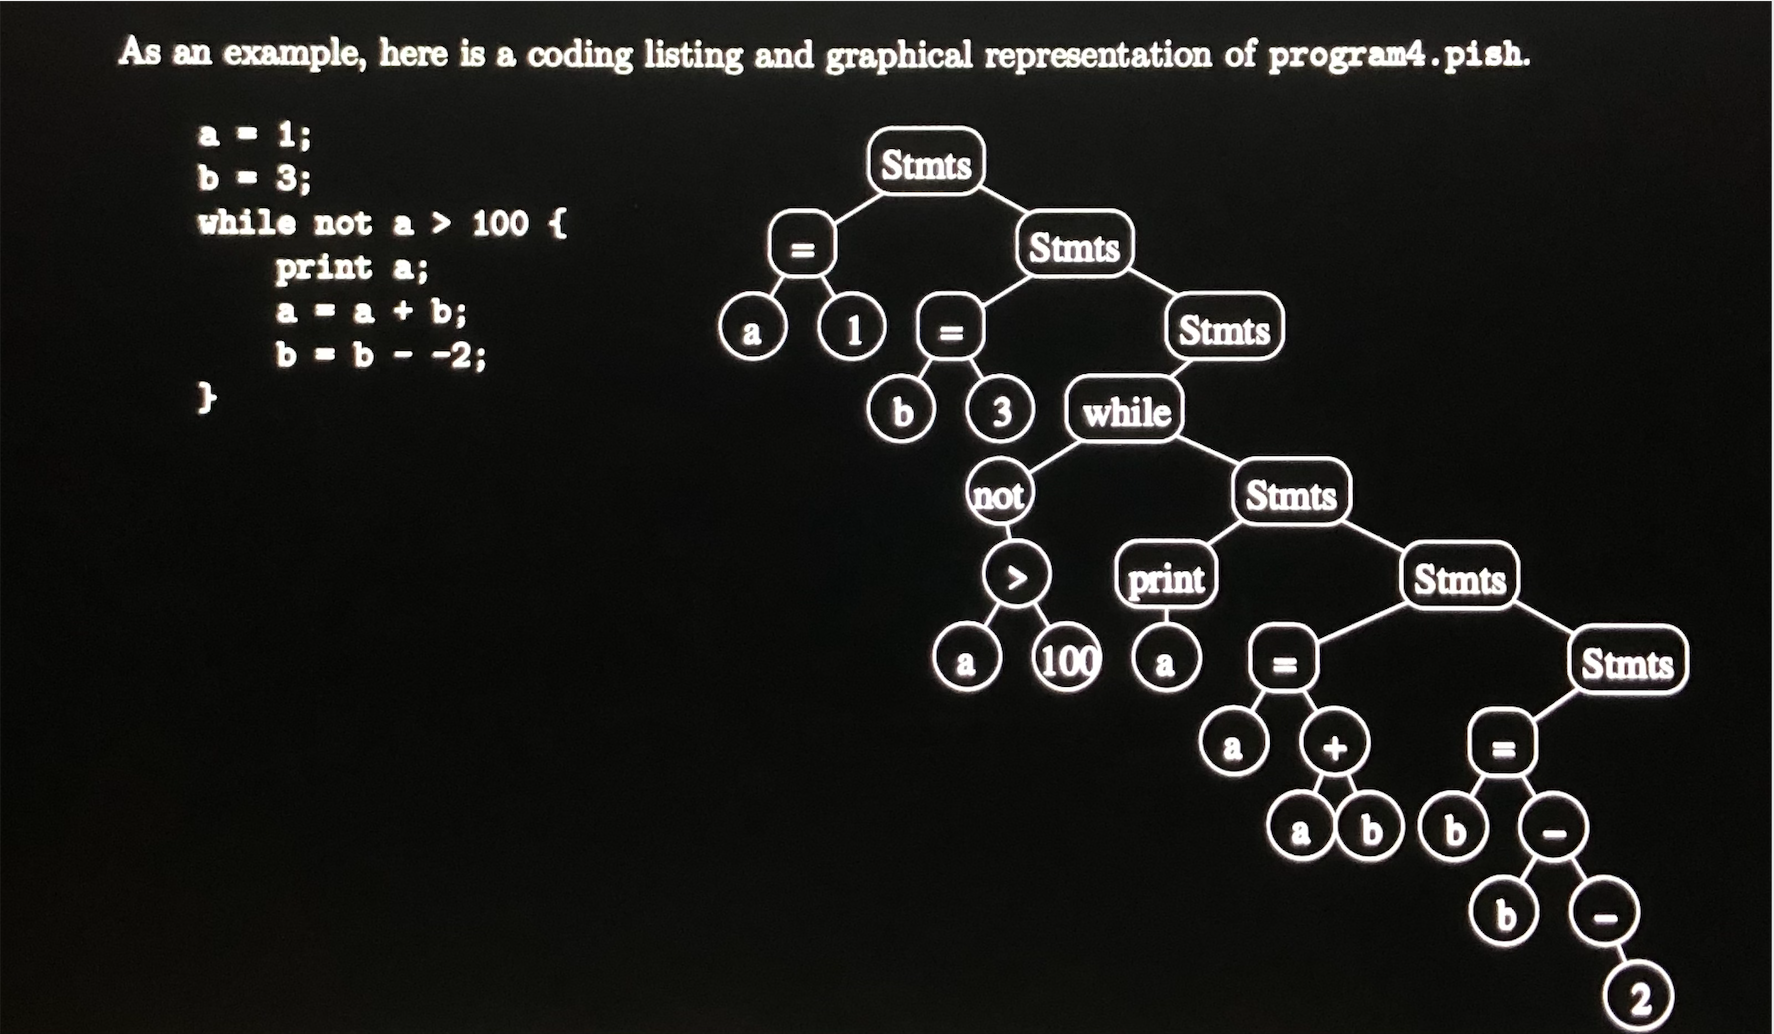 As an example, here is a coding listing and graphical representation of program4.pish.
a = 1;
b = 3;
while not a > 100 {
print a;
a = a + b;
b = b - -2;
}
Stmts
= Stmts
a 1 = Stmts
b 3 while
not Stmts
> print Stmts
a 100 a = Stmts
a + =
a b b −
b −
2